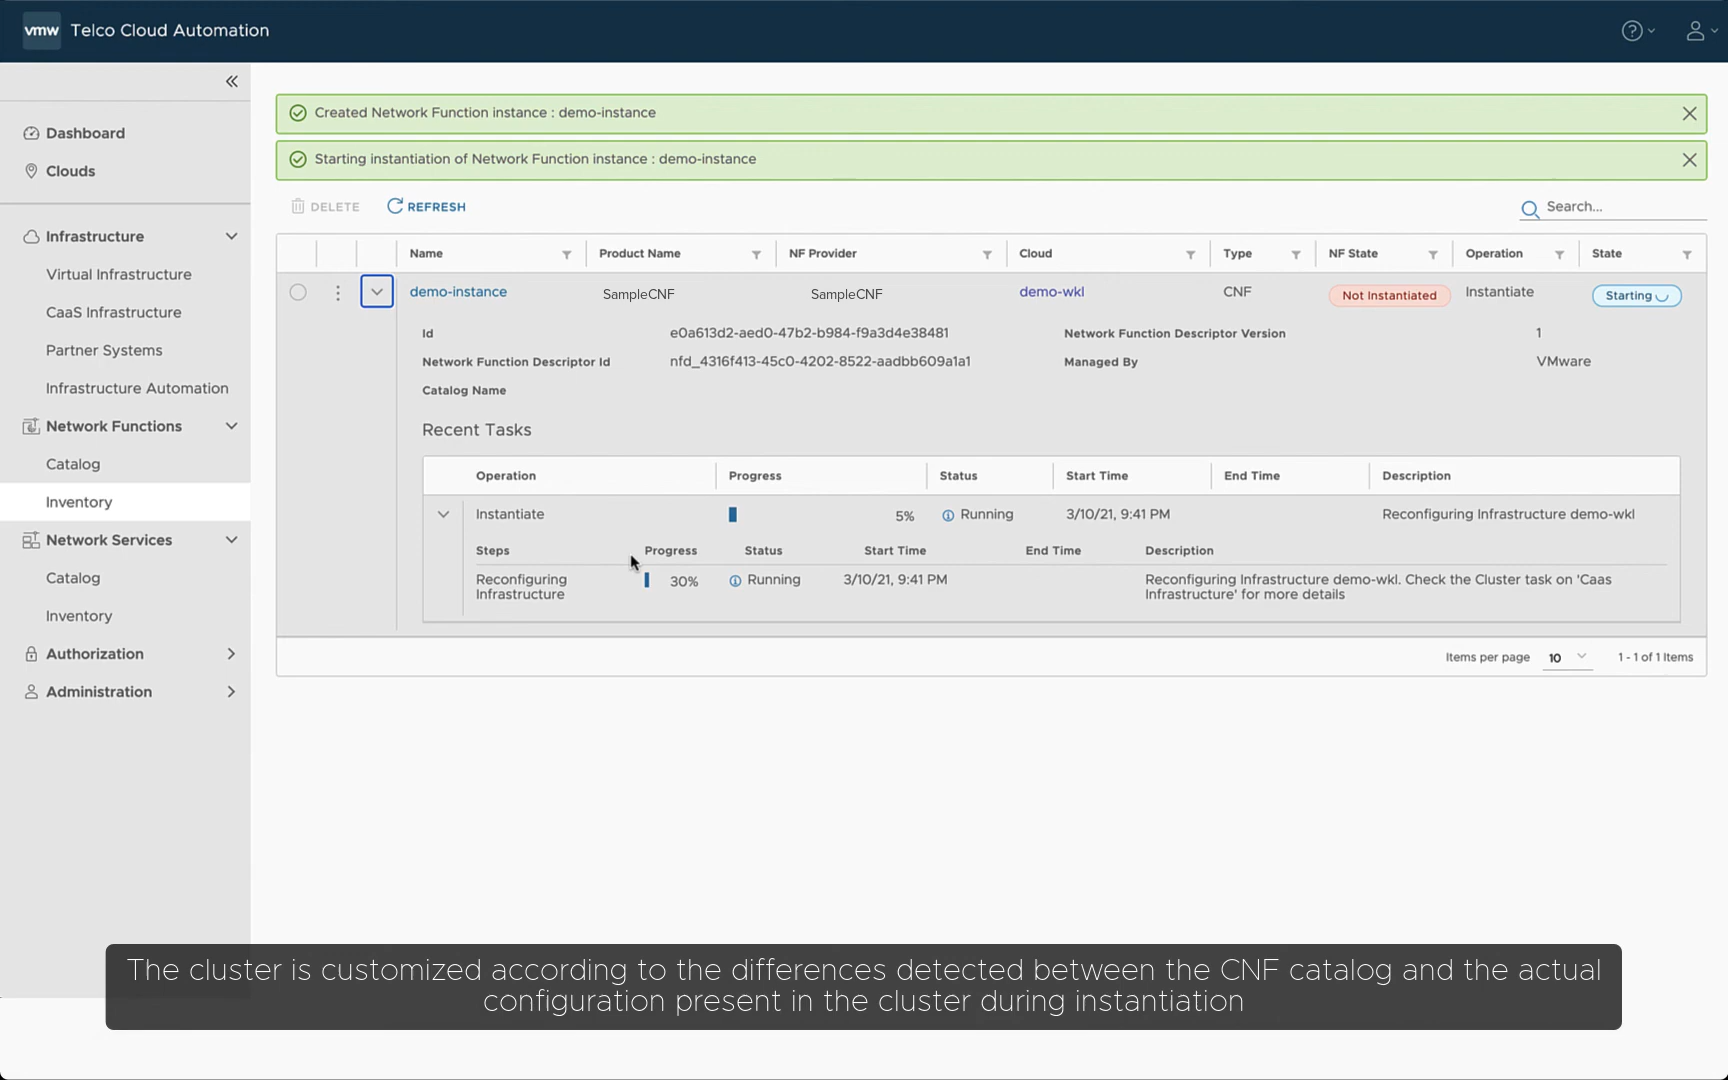 vmw Telco Cloud Automation
Dashboard
Clouds
Infrastructure
Virtual Infrastructure
CaaS Infrastructure
Partner Systems
Infrastructure Automation
Network Functions
Catalog
Inventory
Network Services
Catalog
Inventory
Authorization
Administration
Created Network Function instance : demo-instance
Starting instantiation of Network Function instance : demo-instance
DELETE REFRESH Search...
Name Product Name NF Provider Cloud Type NF State Operation State
demo-instance SampleCNF SampleCNF demo-wkl CNF Not Instantiated Instantiate Starting
Id e0a613d2-aed0-47b2-b984-f9a3d4e38481 Network Function Descriptor Version 1
Network Function Descriptor Id nfd_4316f413-45c0-4202-8522-aadbb609a1a1 Managed By VMware
Catalog Name
Recent Tasks
Operation Progress Status Start Time End Time Description
Instantiate 5% Running 3/10/21, 9:41 PM Reconfiguring Infrastructure demo-wkl
Steps Progress Status Start Time End Time Description
Reconfiguring Infrastructure 30% Running 3/10/21, 9:41 PM Reconfiguring Infrastructure demo-wkl. Check the Cluster task on 'Caas
Infrastructure' for more details
Items per page 10 1 - 1 of 1 Items
The cluster is customized according to the differences detected between the CNF catalog and the actual
configuration present in the cluster during instantiation